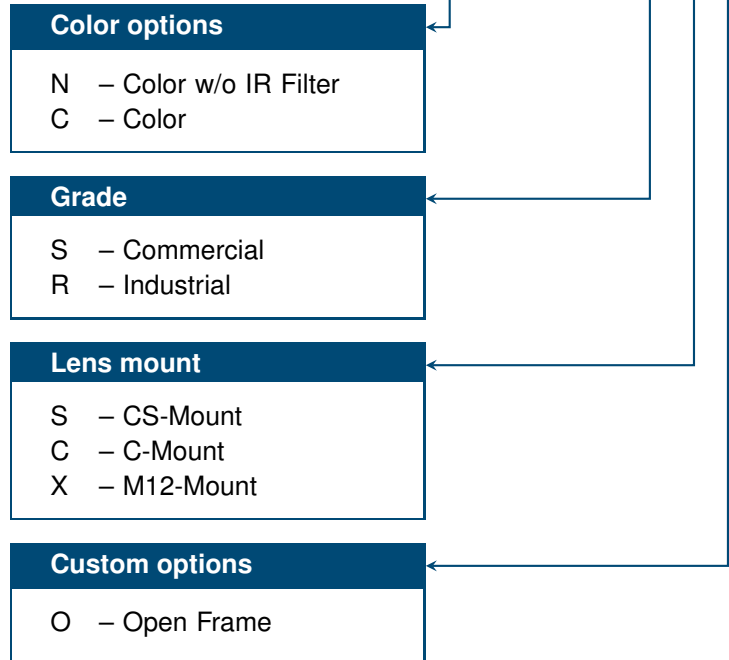 Color options
N – Color w/o IR Filter
C – Color
Grade
S – Commercial
R – Industrial
Lens mount
S – CS-Mount
C – C-Mount
X – M12-Mount
Custom options
O – Open Frame